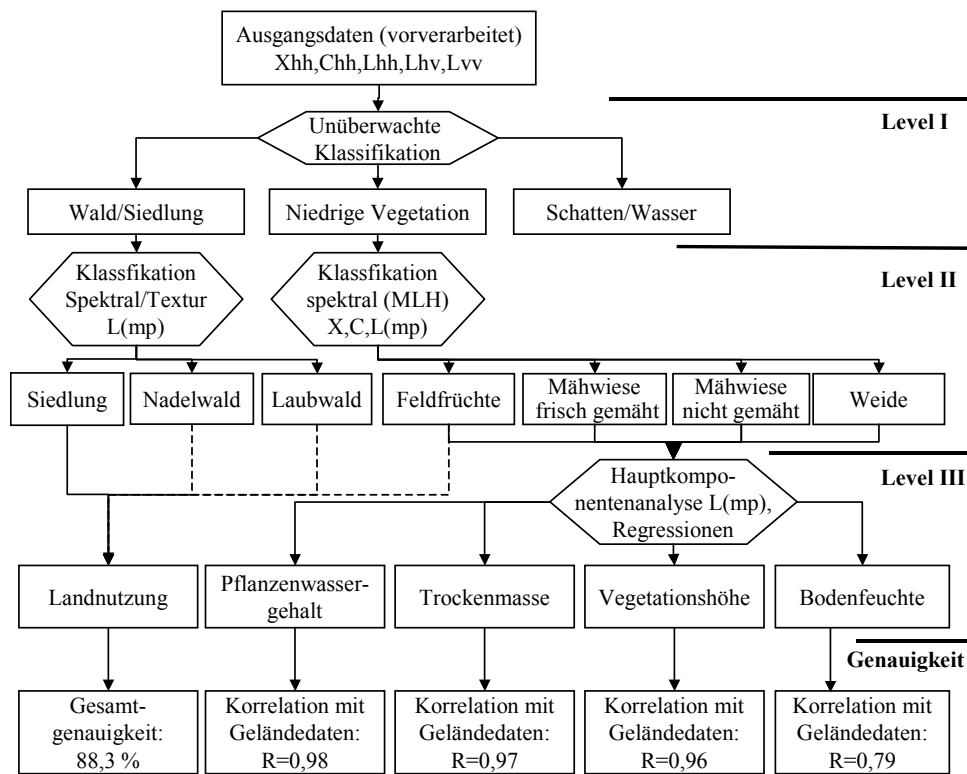 Ausgangsdaten (vorverarbeitet)
Xhh,Chh,Lhh,Lhv,Lvv
Level I
Unüberwachte
Klassifikation
Wald/Siedlung
Niedrige Vegetation
Schatten/Wasser
Level II
Klassfikation
Spektral/Textur
L(mp)
Klassfikation
spektral (MLH)
X,C,L(mp)
Siedlung
Nadelwald
Laubwald
Feldfrüchte
Mähwiese
frisch gemäht
Mähwiese
nicht gemäht
Weide
Level III
Hauptkompo-
nentenanalyse L(mp),
Regressionen
Landnutzung
Pflanzenwasser-
gehalt
Trockenmasse
Vegetationshöhe
Bodenfeuchte
Genauigkeit
Gesamt-
genauigkeit:
88,3 %
Korrelation mit
Geländedaten:
R=0,98
Korrelation mit
Geländedaten:
R=0,97
Korrelation mit
Geländedaten:
R=0,96
Korrelation mit
Geländedaten:
R=0,79